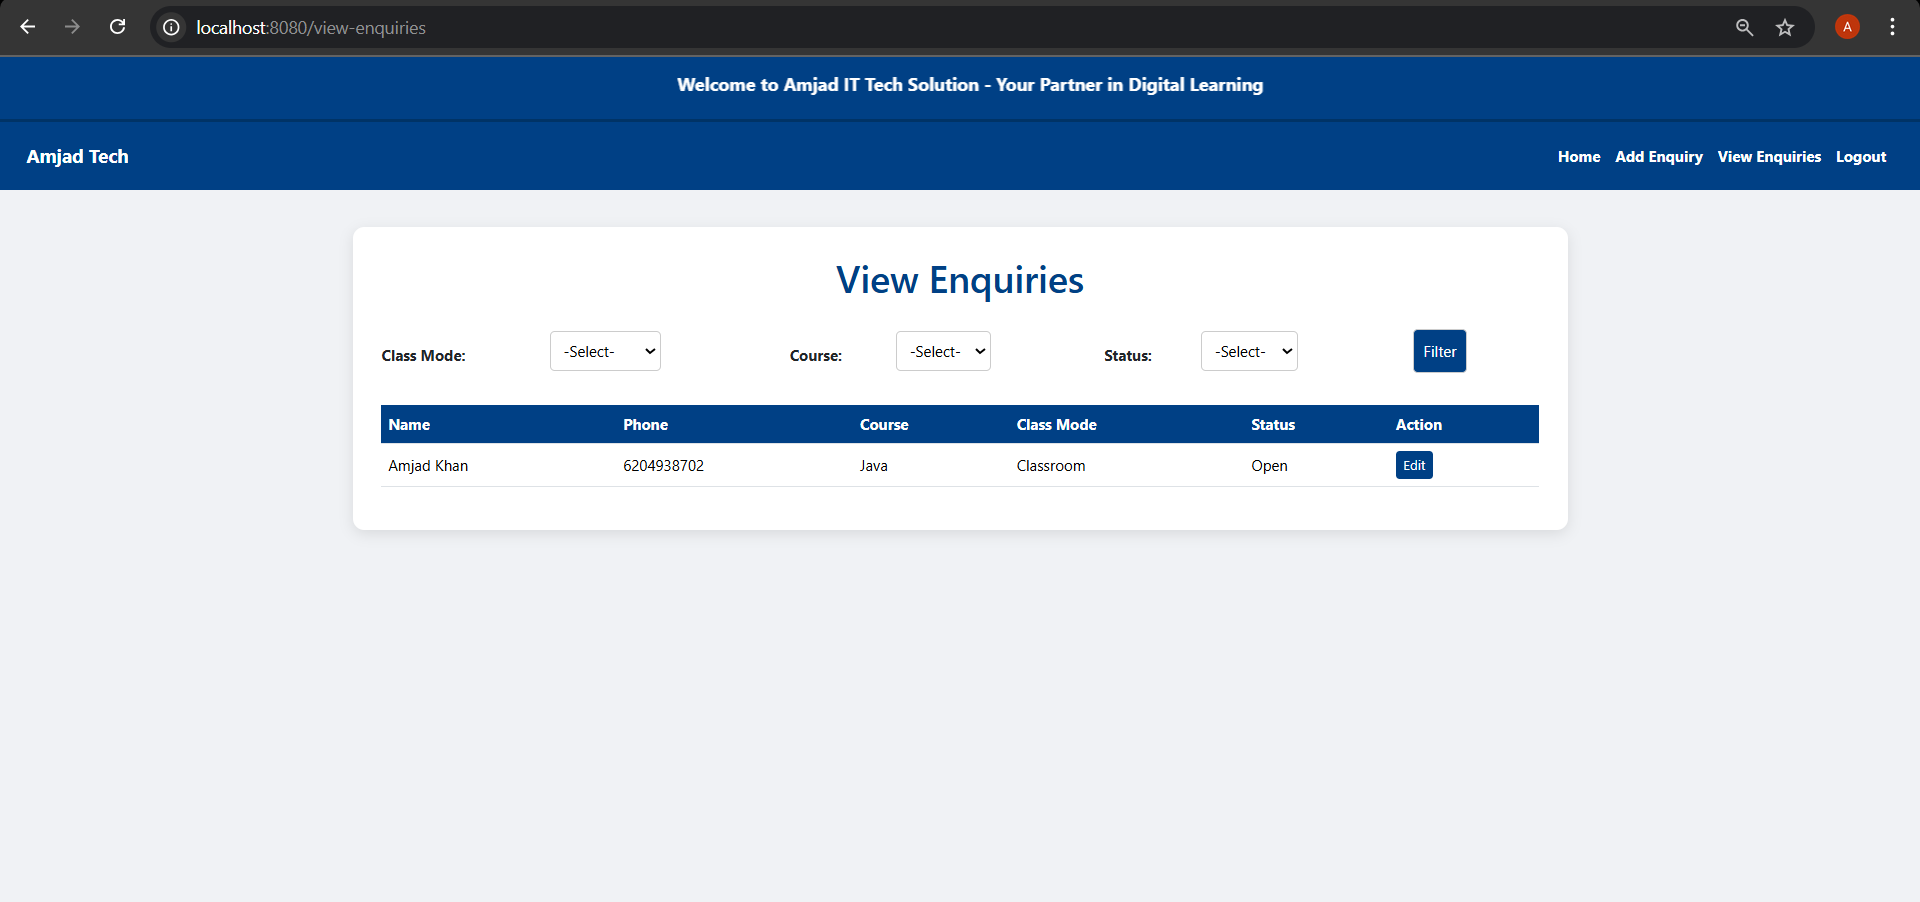 localhost:8080/view-enquiries
A
Welcome to Amjad IT Tech Solution - Your Partner in Digital Learning
Amjad Tech Home Add Enquiry View Enquiries Logout
View Enquiries
Class Mode: -Select- Course: -Select- Status: -Select- Filter
Name Phone Course Class Mode Status Action
Amjad Khan 6204938702 Java Classroom Open Edit